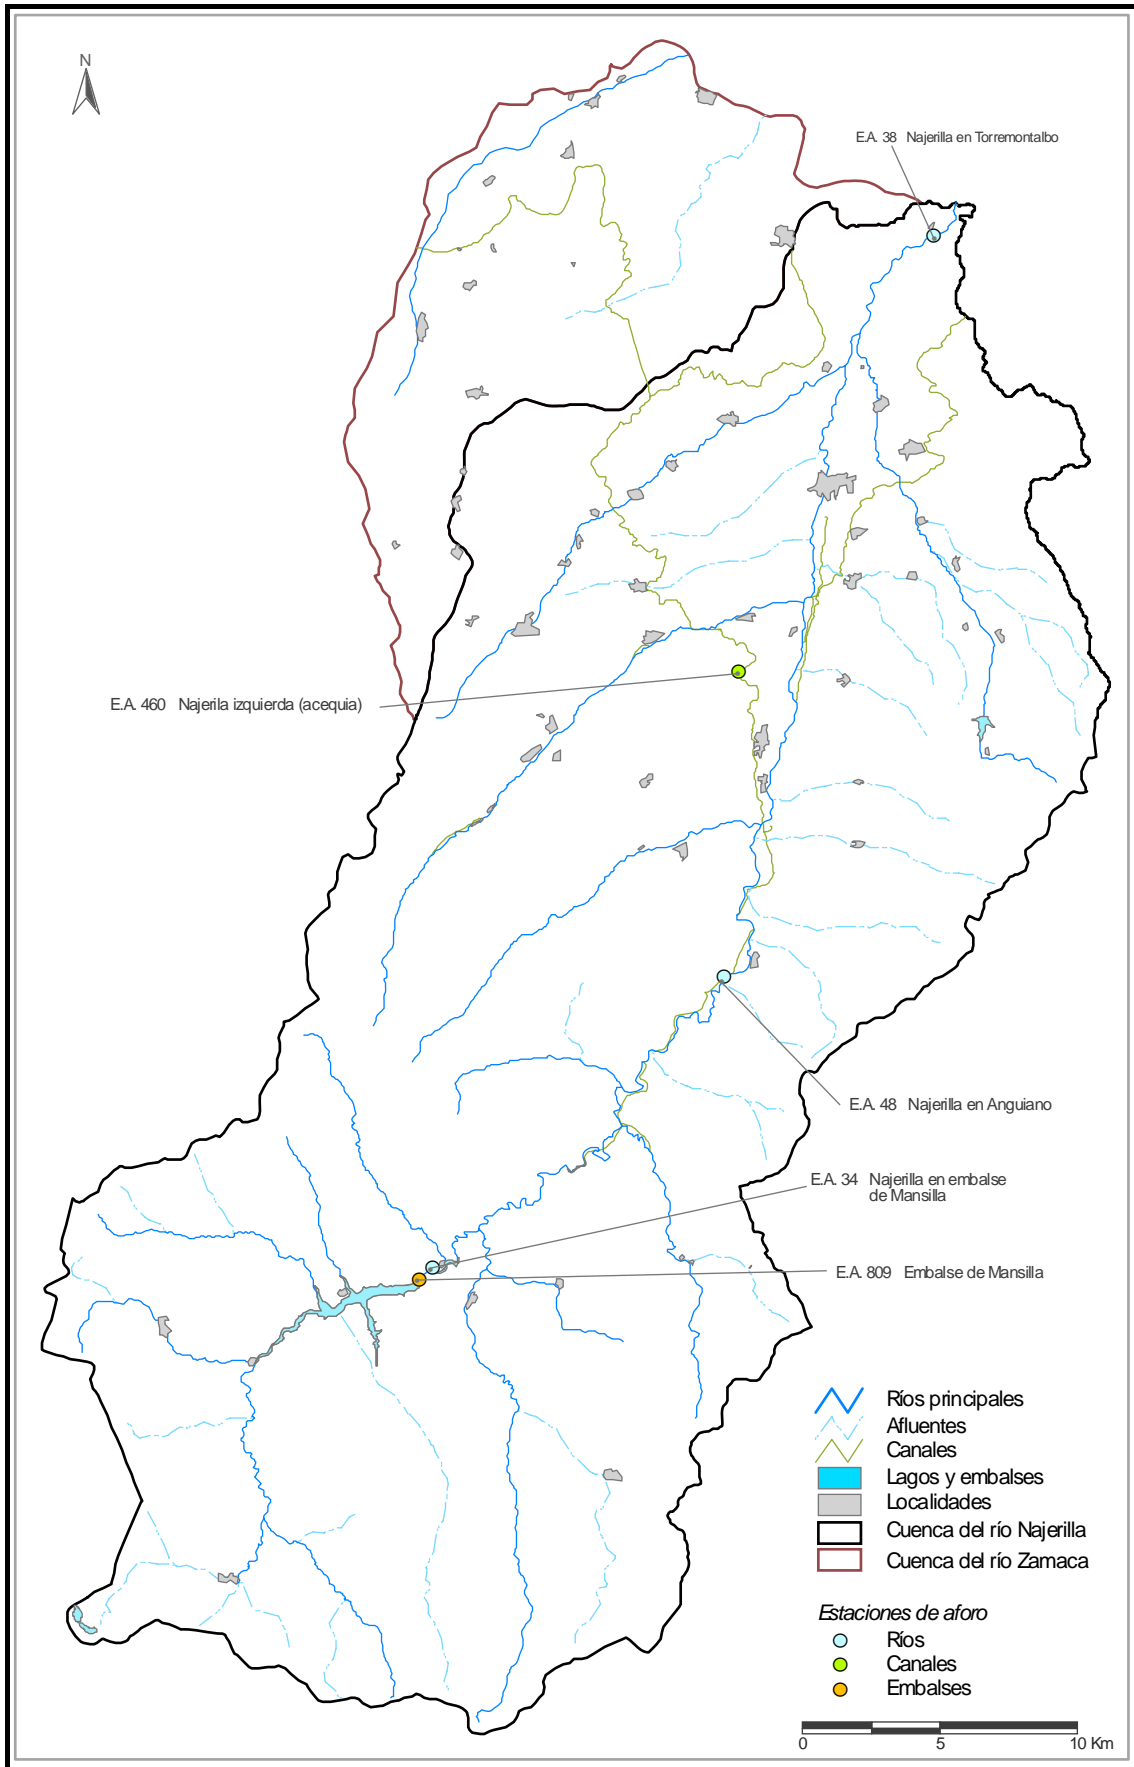 N
E.A. 38 Najerilla en Torremontalbo
E.A. 460 Najerila izquierda (acequia)
E.A. 48 Najerilla en Anguiano
E.A. 34 Najerilla en embalse
de Mansilla
E.A. 809 Embalse de Mansilla
Ríos principales
Afluentes
Canales
Lagos y embalses
Localidades
Cuenca del río Najerilla
Cuenca del río Zamaca
Estaciones de aforo
Ríos
Canales
Embalses
0 5 10 Km